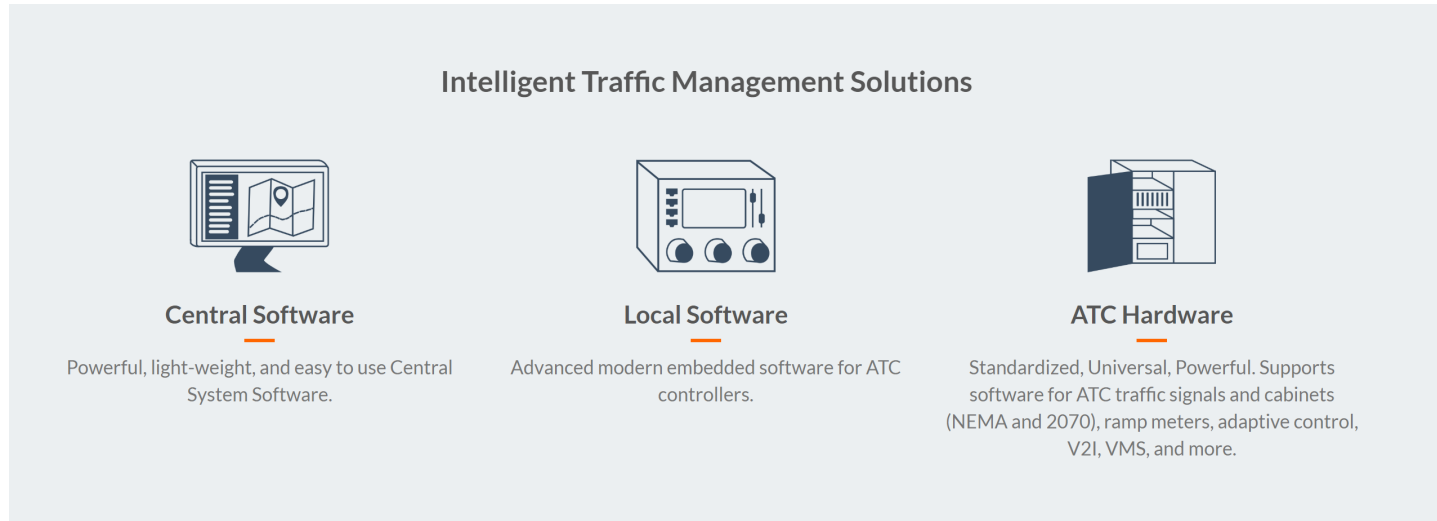 Intelligent Traffic Management Solutions
Central Software
Powerful, light-weight, and easy to use Central
System Software.
Local Software
Advanced modern embedded software for ATC
controllers.
ATC Hardware
Standardized, Universal, Powerful. Supports
software for ATC traffic signals and cabinets
(NEMA and 2070), ramp meters, adaptive control,
V2I, VMS, and more.